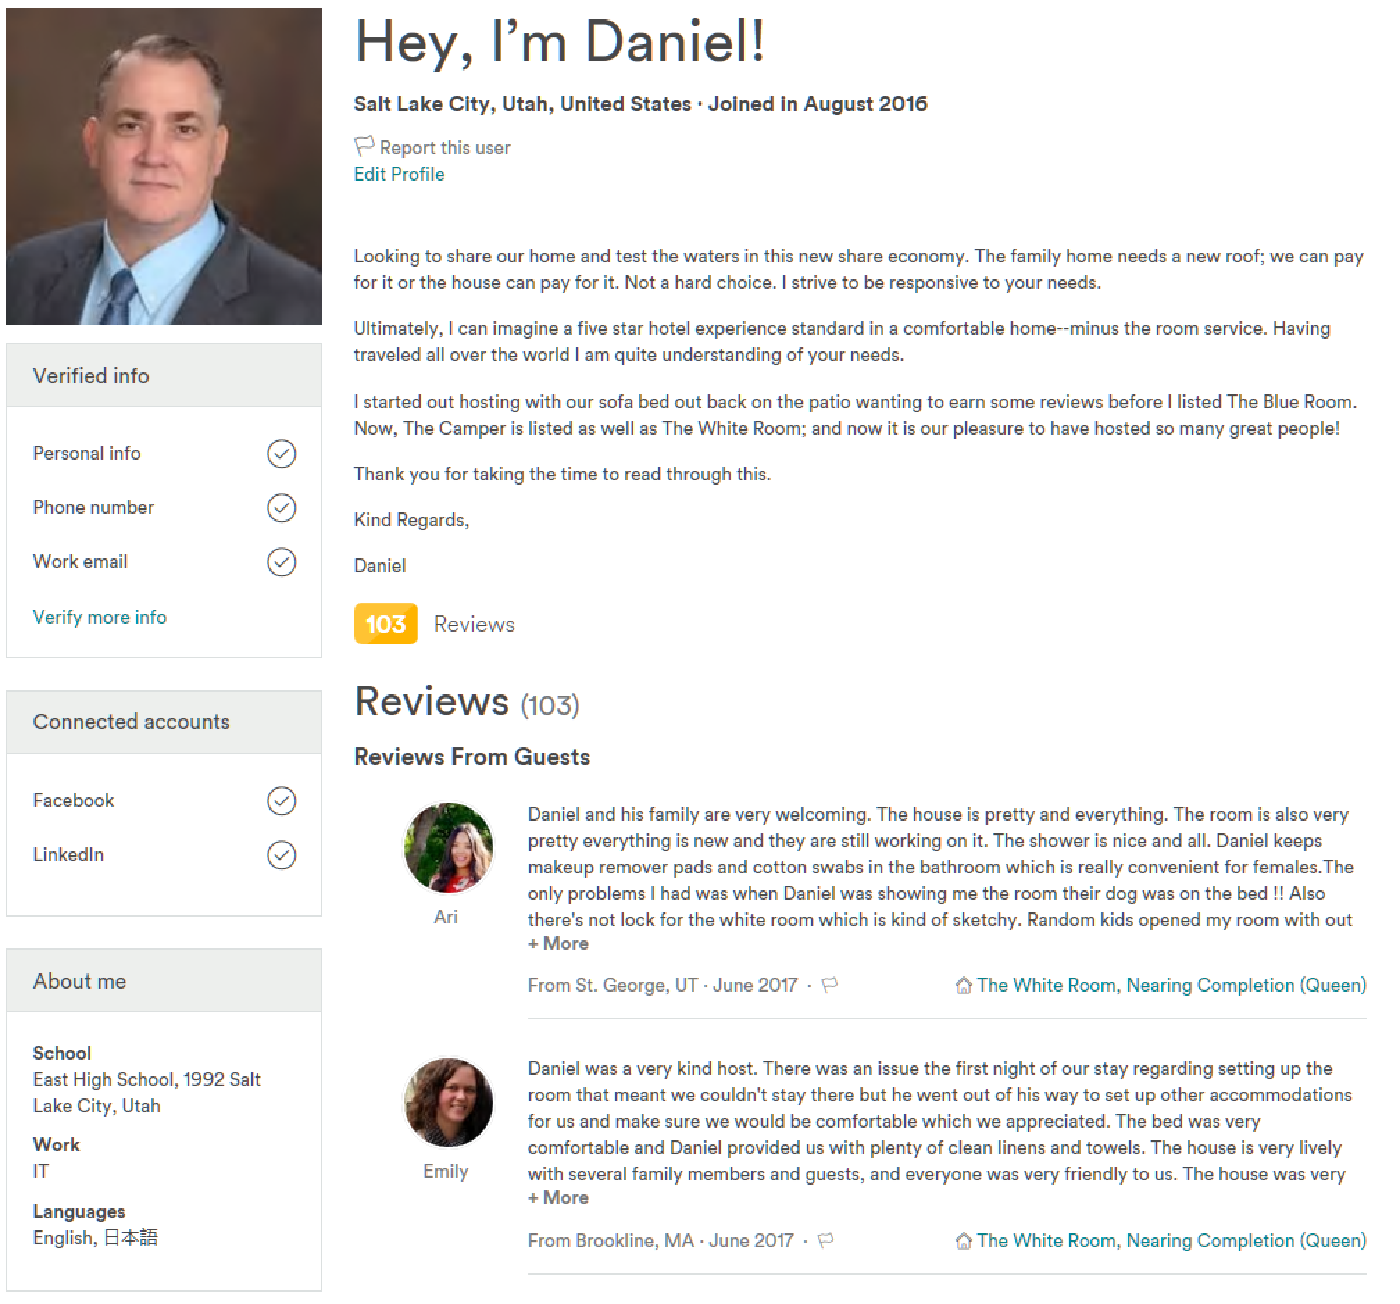 Hey, I'm Daniel!
Salt Lake City, Utah, United States · Joined in August 2016
Report this user
Edit Profile
Looking to share our home and test the waters in this new share economy. The family home needs a new roof; we can pay
for it or the house can pay for it. Not a hard choice. I strive to be responsive to your needs.
Ultimately, I can imagine a five star hotel experience standard in a comfortable home--minus the room service. Having
traveled all over the world I am quite understanding of your needs.
I started out hosting with our sofa bed out back on the patio wanting to earn some reviews before I listed The Blue Room.
Now, The Camper is listed as well as The White Room; and now it is our pleasure to have hosted so many great people!
Thank you for taking the time to read through this.
Kind Regards,
Daniel
103 Reviews
Verified info
Personal info
Phone number
Work email
Verify more info
Connected accounts
Facebook
LinkedIn
About me
School
East High School, 1992 Salt
Lake City, Utah
Work
IT
Languages
English, 日本語
Reviews (103)
Reviews From Guests
Ari
Daniel and his family are very welcoming. The house is pretty and everything. The room is also very
pretty everything is new and they are still working on it. The shower is nice and all. Daniel keeps
makeup remover pads and cotton swabs in the bathroom which is really convenient for females.The
only problems I had was when Daniel was showing me the room their dog was on the bed !! Also
there's not lock for the white room which is kind of sketchy. Random kids opened my room with out
+ More
From St. George, UT · June 2017 ·
The White Room, Nearing Completion (Queen)
Emily
Daniel was a very kind host. There was an issue the first night of our stay regarding setting up the
room that meant we couldn't stay there but he went out of his way to set up other accommodations
for us and make sure we would be comfortable which we appreciated. The bed was very
comfortable and Daniel provided us with plenty of clean linens and towels. The house is very lively
with several family members and guests, and everyone was very friendly to us. The house was very
+ More
From Brookline, MA · June 2017 ·
The White Room, Nearing Completion (Queen)